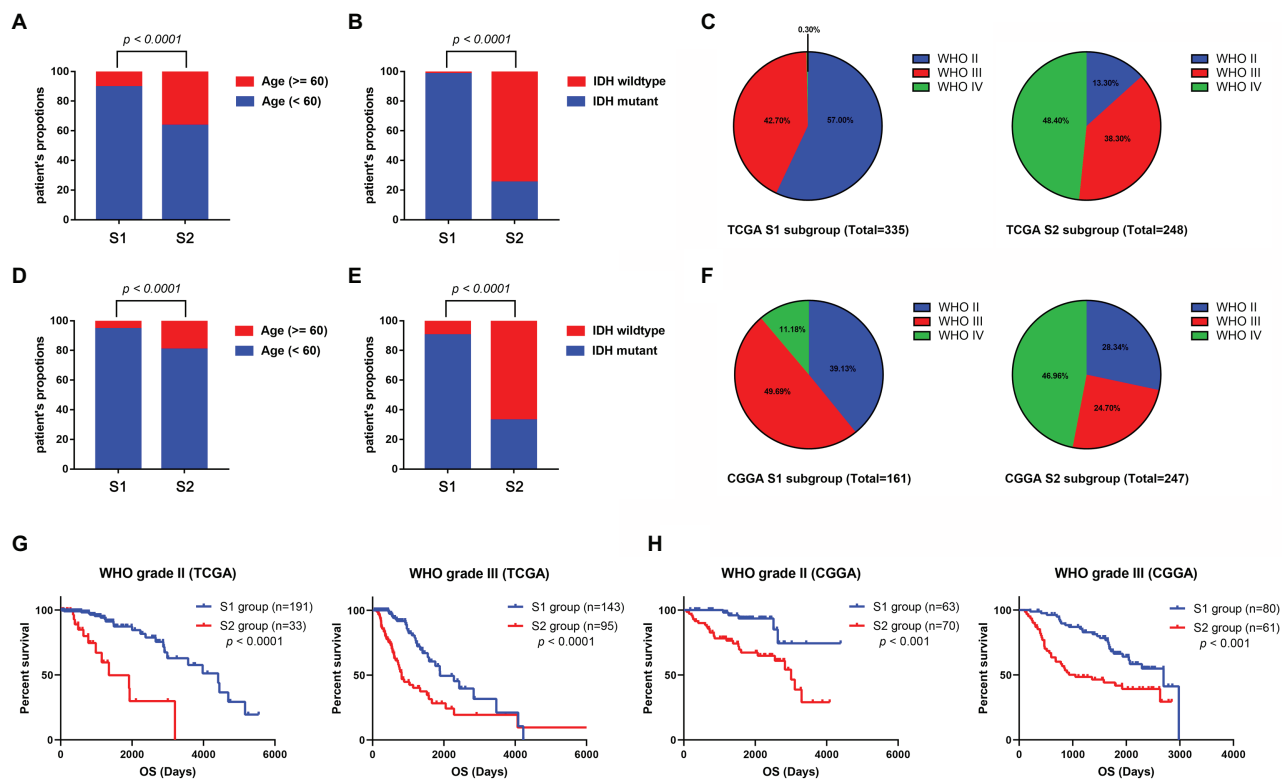 A
p < 0.0001
100
80
60
40
20
0
patient's propotions
S1
S2
Age (>= 60)
Age (< 60)
B
p < 0.0001
100
80
60
40
20
0
patient's propotions
S1
S2
IDH wildtype
IDH mutant
C
0.30%
42.70%
57.00%
WHO II
WHO III
WHO IV
TCGA S1 subgroup (Total=335)
13.30%
48.40%
38.30%
WHO II
WHO III
WHO IV
TCGA S2 subgroup (Total=248)
D
p < 0.0001
100
80
60
40
20
0
patient's propotions
S1
S2
Age (>= 60)
Age (< 60)
E
p < 0.0001
100
80
60
40
20
0
patient's propotions
S1
S2
IDH wildtype
IDH mutant
F
11.18%
39.13%
49.69%
WHO II
WHO III
WHO IV
CGGA S1 subgroup (Total=161)
28.34%
46.96%
24.70%
WHO II
WHO III
WHO IV
CGGA S2 subgroup (Total=247)
G
WHO grade II (TCGA)
S1 group (n=191)
S2 group (n=33)
p < 0.0001
Percent survival
100
50
0
0 2000 4000 6000
OS (Days)
WHO grade III (TCGA)
S1 group (n=143)
S2 group (n=95)
p < 0.0001
Percent survival
100
50
0
0 2000 4000 6000
OS (Days)
H
WHO grade II (CGGA)
S1 group (n=63)
S2 group (n=70)
p < 0.001
Percent survival
100
50
0
0 2000 4000 6000
OS (Days)
WHO grade III (CGGA)
S1 group (n=80)
S2 group (n=61)
p < 0.001
Percent survival
100
50
0
0 1000 2000 3000 4000
OS (Days)